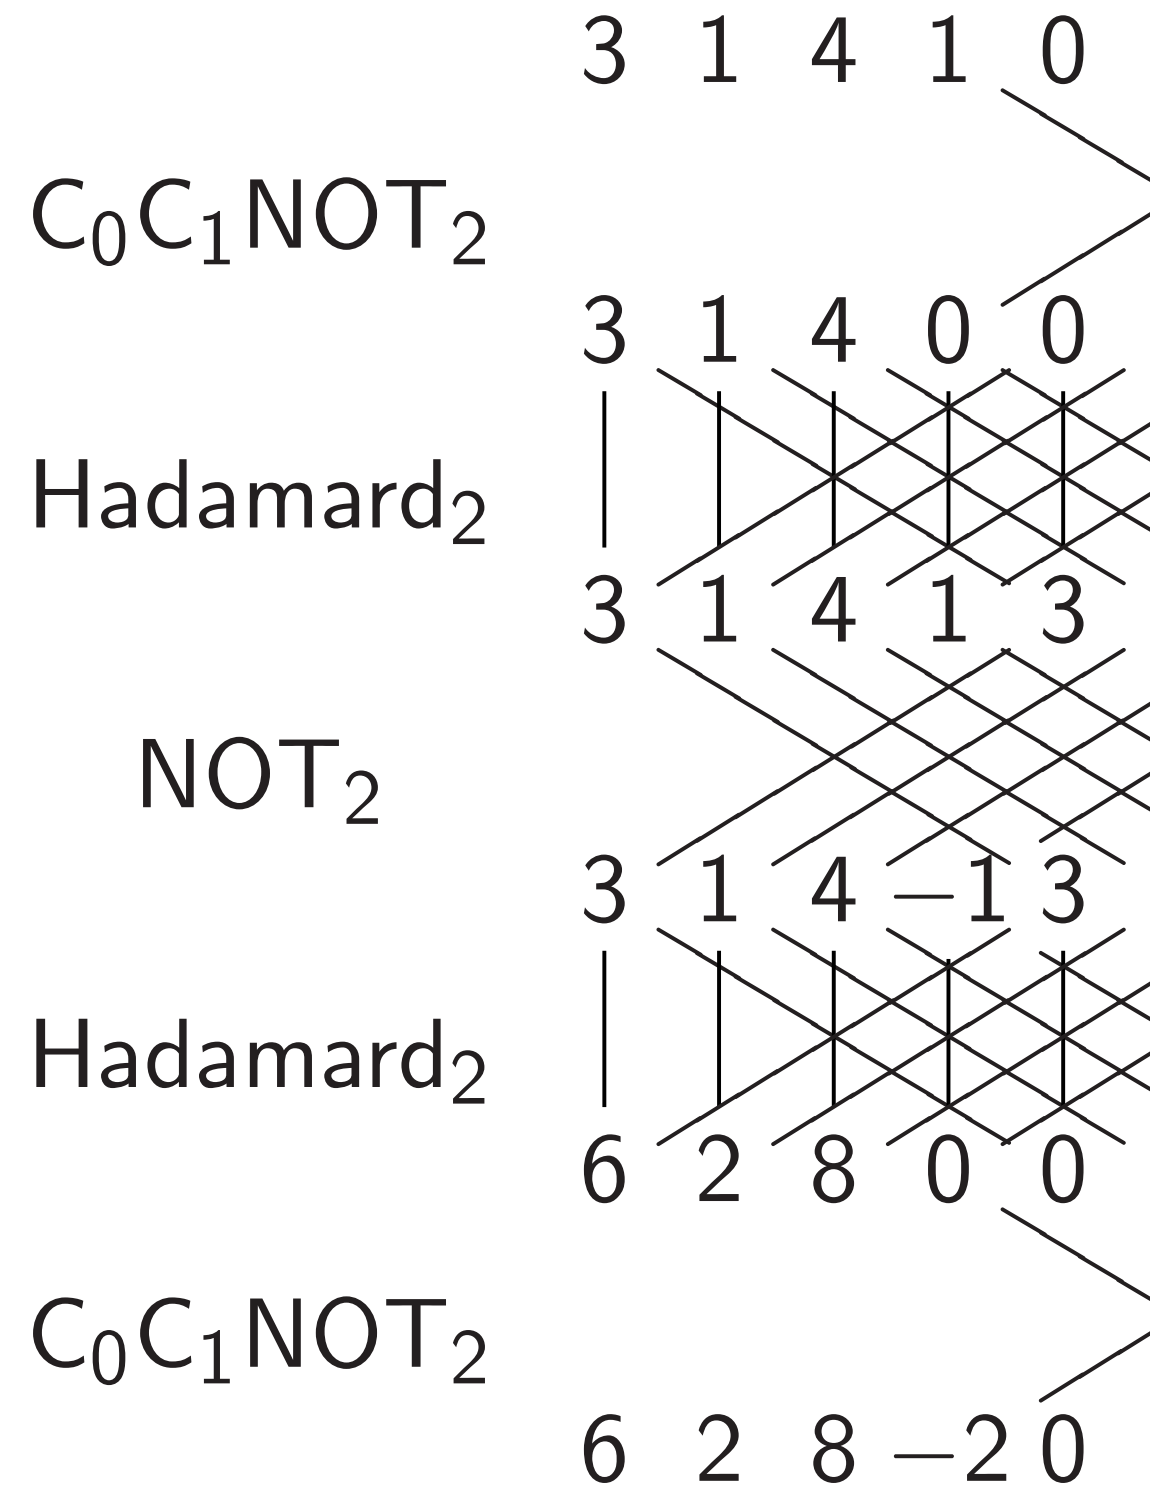 3 1 4 1 0
C₀C₁NOT₂
3 1 4 0 0
Hadamard₂
3 1 4 1 3
NOT₂
3 1 4 −1 3
Hadamard₂
6 2 8 0 0
C₀C₁NOT₂
6 2 8 −2 0